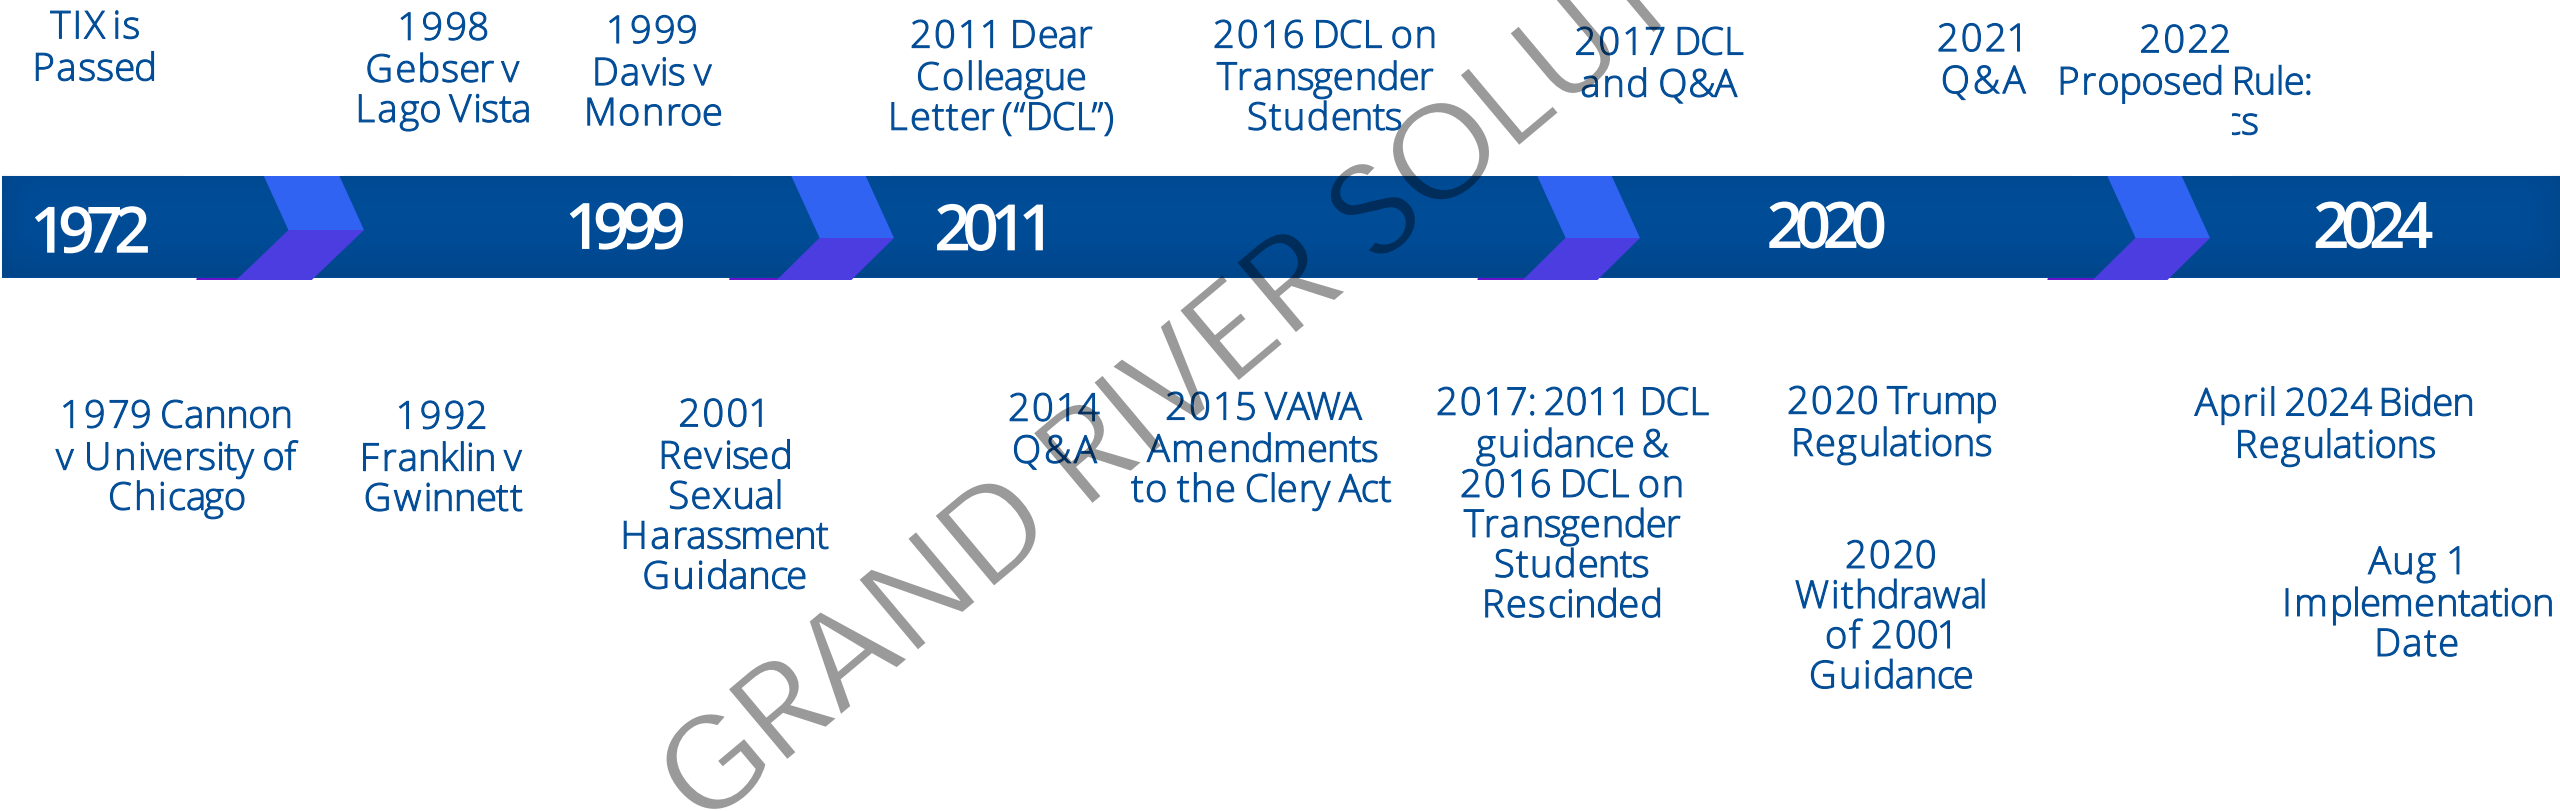 TIX is
Passed
1998
Gebser v
Lago Vista
1999
Davis v
Monroe
2011 Dear
Colleague
Letter (“DCL”)
2016 DCL on
Transgender
Students
2017 DCL
and Q&A
2021
Q&A
2022
Proposed Rule:
1972
1999
2011
2020
2024
1979 Cannon
v University of
Chicago
1992
Franklin v
Gwinnett
2001
Revised
Sexual
Harassment
Guidance
2014
Q&A
2015 VAWA
Amendments
to the Clery Act
2017: 2011 DCL
guidance &
2016 DCL on
Transgender
Students
Rescinded
2020 Trump
Regulations
2020
Withdrawal
of 2001
Guidance
April 2024 Biden
Regulations
Aug 1
Implementation
Date
GRAND RIVER